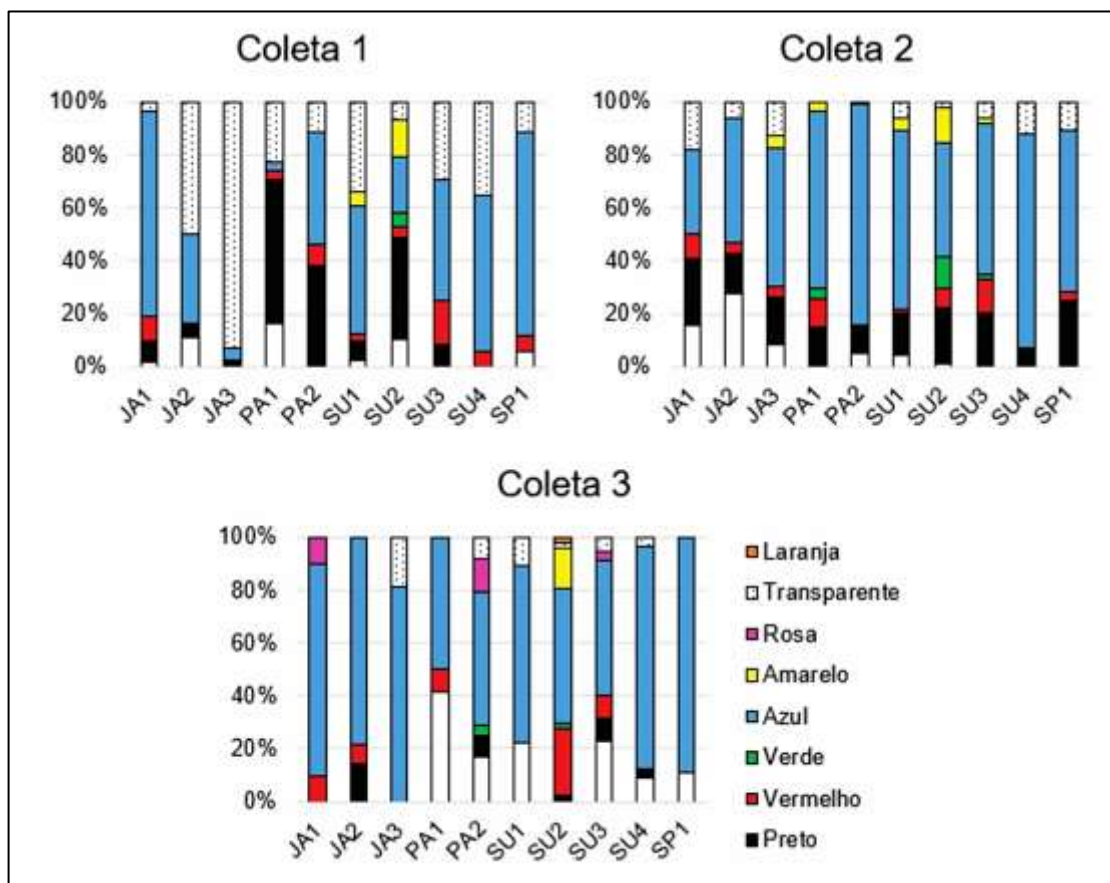 Coleta 1
100%
80%
60%
40%
20%
0%
JA1 JA2 JA3 PA1 PA2 SU1 SU2 SU3 SU4 SP1
Coleta 2
100%
80%
60%
40%
20%
0%
JA1 JA2 JA3 PA1 PA2 SU1 SU2 SU3 SU4 SP1
Coleta 3
100%
80%
60%
40%
20%
0%
JA1 JA2 JA3 PA1 PA2 SU1 SU2 SU3 SU4 SP1
Laranja
Transparente
Rosa
Amarelo
Azul
Verde
Vermelho
Preto